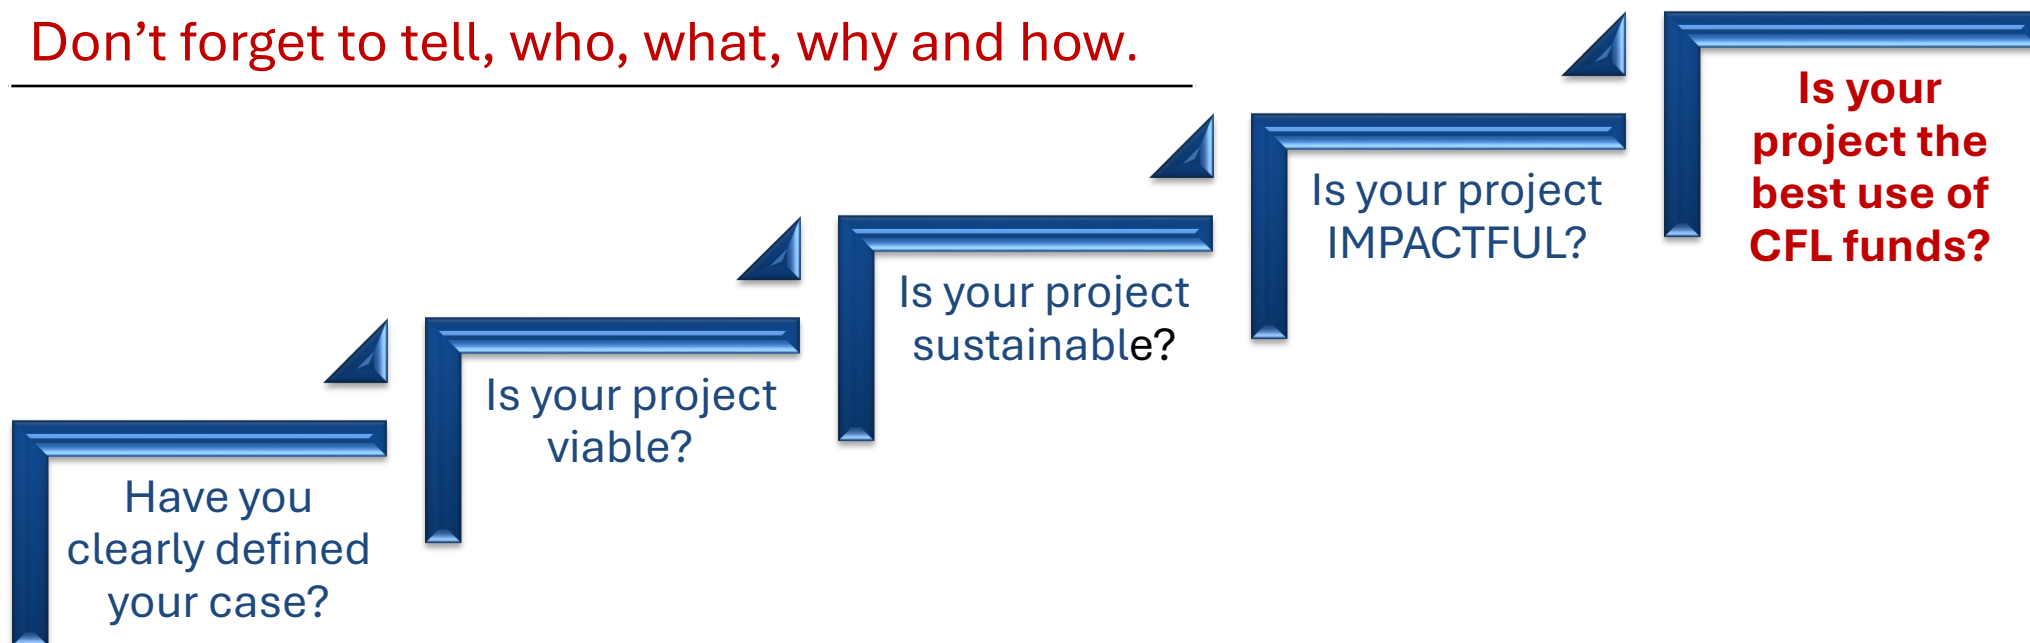 Don’t forget to tell, who, what, why and how.
Have you
clearly defined
your case?
Is your project
viable?
Is your project
sustainable?
Is your project
IMPACTFUL?
Is your
project the
best use of
CFL funds?